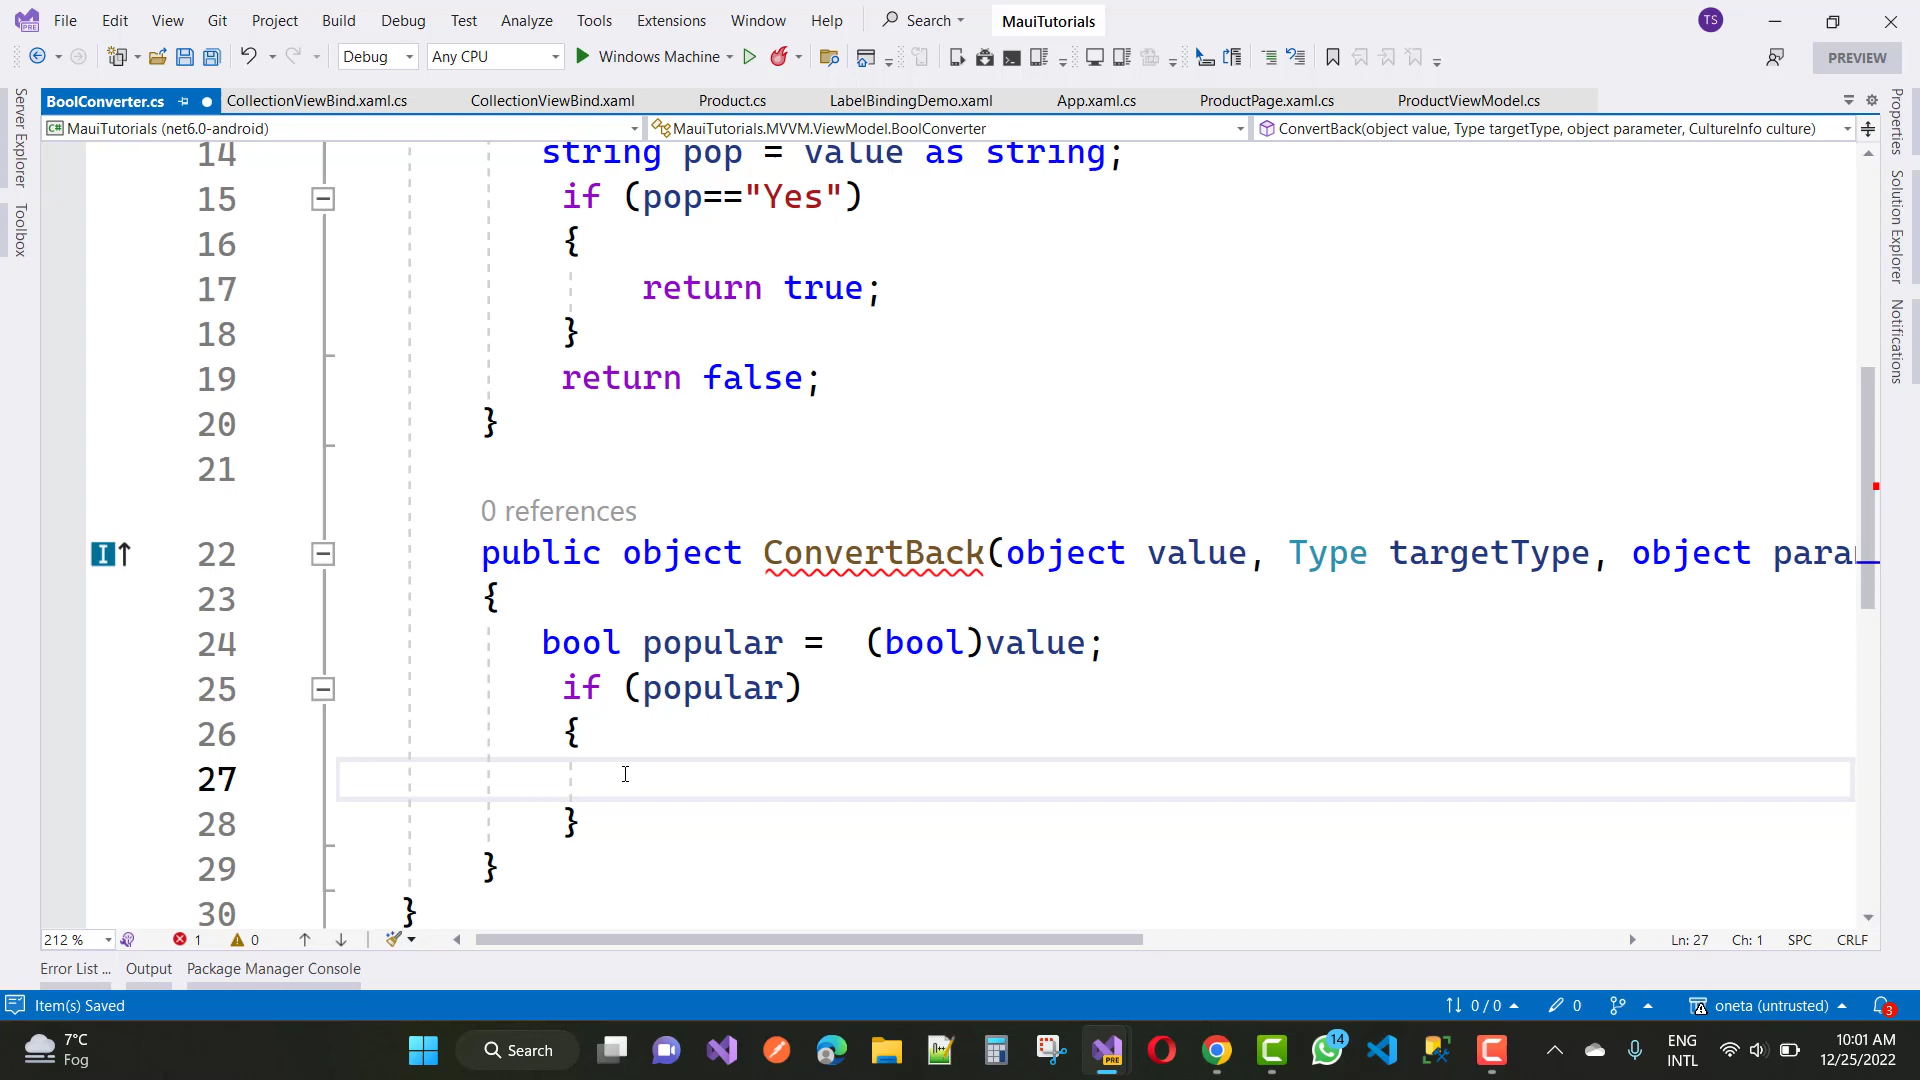 File Edit View Git Project Build Debug Test Analyze Tools Extensions Window Help Search MauiTutorials TS
Debug Any CPU Windows Machine PREVIEW
BoolConverter.cs CollectionViewBind.xaml.cs CollectionViewBind.xaml Product.cs LabelBindingDemo.xaml App.xaml.cs ProductPage.xaml.cs ProductViewModel.cs
MauiTutorials (net6.0-android) MauiTutorials.MVVM.ViewModel.BoolConverter ConvertBack(object value, Type targetType, object parameter, CultureInfo culture)
Server Explorer
Toolbox
Properties
Solution Explorer
Notifications
14 string pop = value as string;
15 if (pop=="Yes")
16 {
17 return true;
18 }
19 return false;
20 }
21
0 references
22 public object ConvertBack(object value, Type targetType, object param
23 {
24 bool popular = (bool)value;
25 if (popular)
26 {
27
28 }
29 }
30 }
212 % 1 0 Ln: 27 Ch: 1 SPC CRLF
Error List ... Output Package Manager Console
Item(s) Saved 0 / 0 0 oneta (untrusted) 3
7°C
Fog
Search
PRE
14
ENG
INTL
10:01 AM
12/25/2022